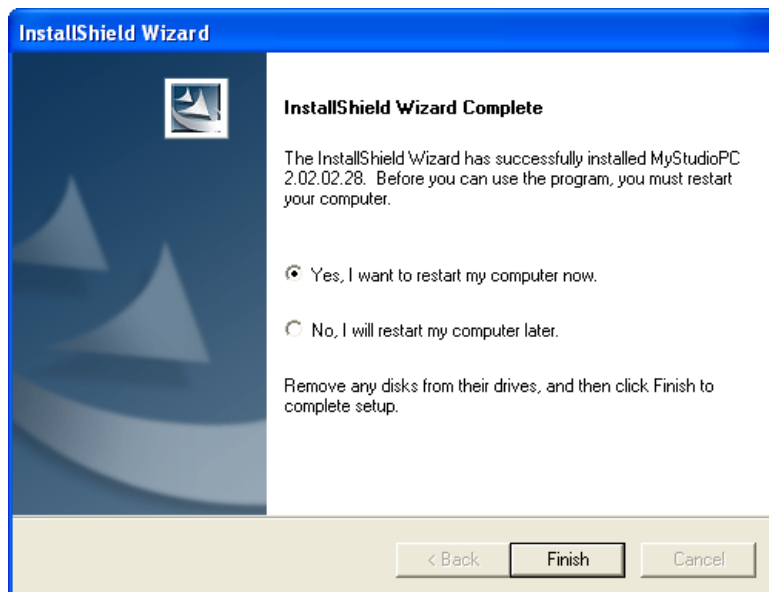 InstallShield Wizard
InstallShield Wizard Complete
The InstallShield Wizard has successfully installed MyStudioPC
2.02.02.28. Before you can use the program, you must restart
your computer.
Yes, I want to restart my computer now.
No, I will restart my computer later.
Remove any disks from their drives, and then click Finish to
complete setup.
< Back Finish Cancel